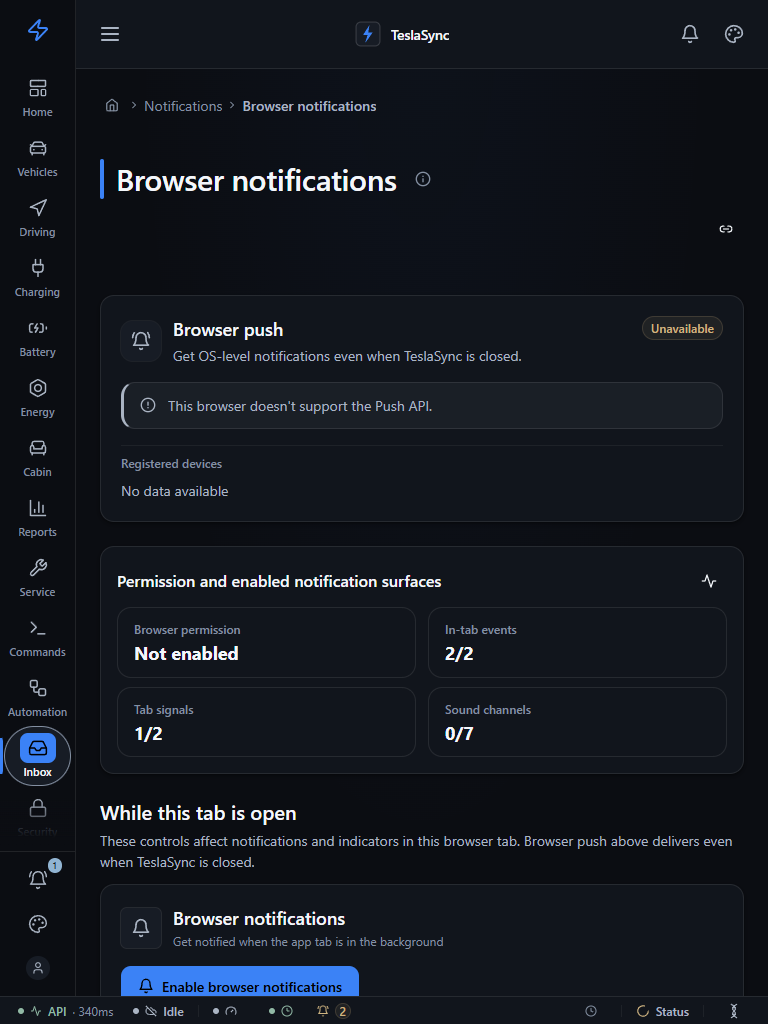 TeslaSync
Home
Vehicles
Driving
Charging
Battery
Energy
Cabin
Reports
Service
Commands
Automation
Inbox
Security
1
Notifications
Browser notifications
Browser notifications
Browser push
Unavailable
Get OS-level notifications even when TeslaSync is closed.
This browser doesn't support the Push API.
Registered devices
No data available
Permission and enabled notification surfaces
Browser permission
Not enabled
In-tab events
2/2
Tab signals
1/2
Sound channels
0/7
While this tab is open
These controls affect notifications and indicators in this browser tab. Browser push above delivers even
when TeslaSync is closed.
Browser notifications
Get notified when the app tab is in the background
Enable browser notifications
API · 340ms
Idle
2
Status